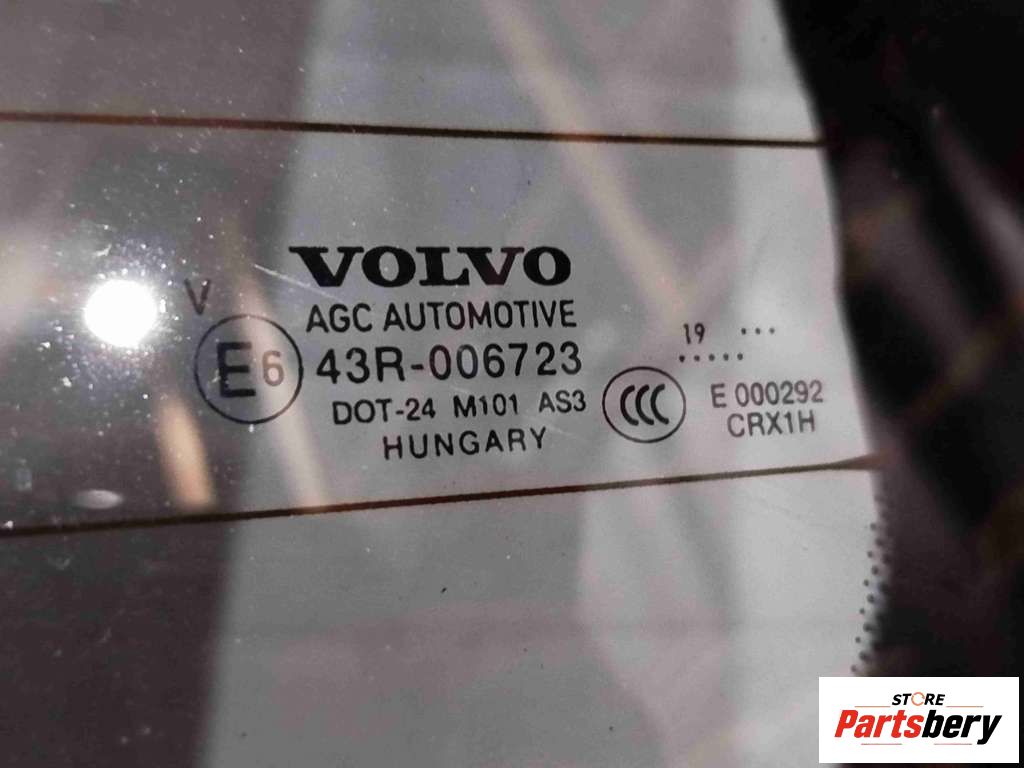 VOLVO
V
AGC AUTOMOTIVE
E6
43R-006723
DOT-24 M101 AS3
HUNGARY
19 ...
.....
CCC
E 000292
CRX1H
STORE
Partsbery